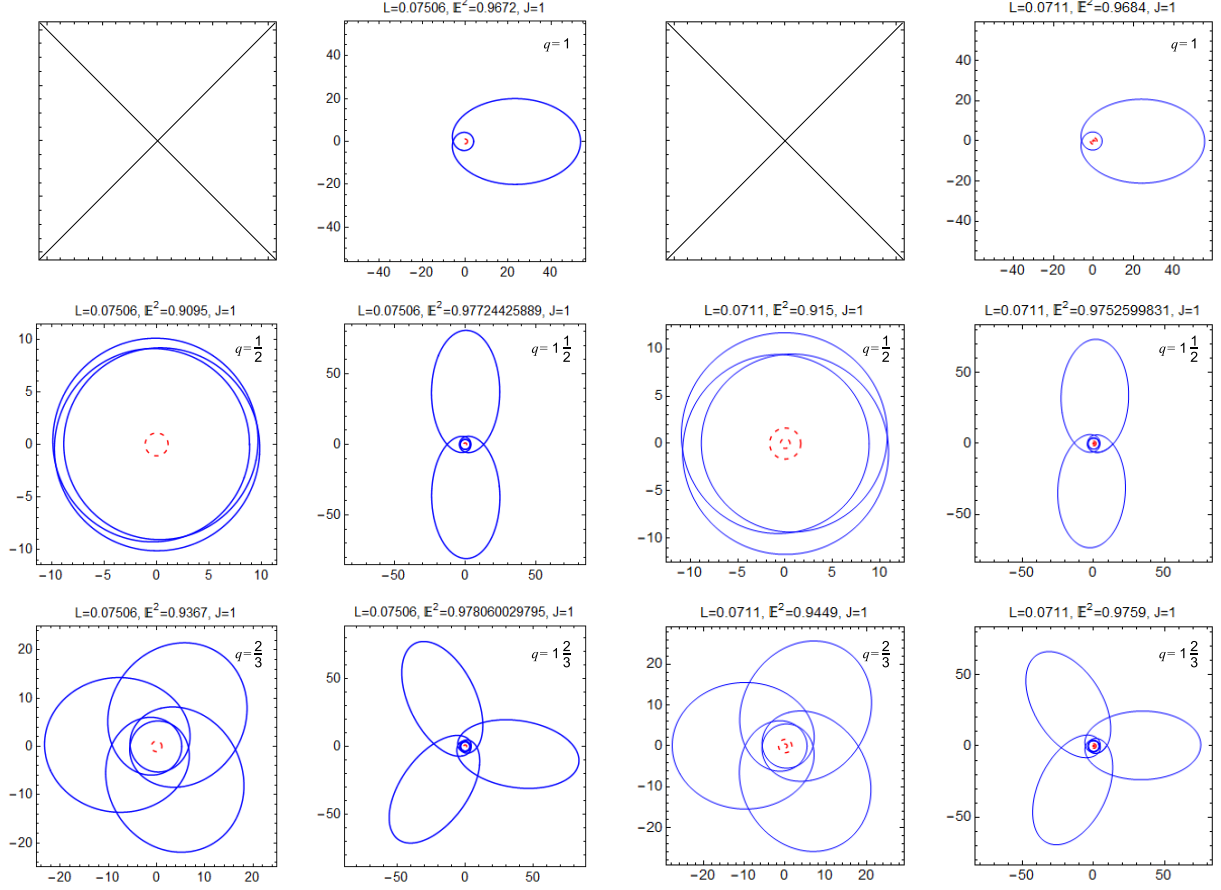 L=0.07506, 𝔼²=0.9672, J=1
q=1
40
20
0
−20
−40
−40 −20 0 20 40
L=0.0711, 𝔼²=0.9684, J=1
q=1
40
20
0
−20
−40
−40 −20 0 20 40
L=0.07506, 𝔼²=0.9095, J=1
q=1/2
10
5
0
−5
−10
−10 −5 0 5 10
L=0.07506, 𝔼²=0.97724425889, J=1
q=1 1/2
50
0
−50
−50 0 50
L=0.0711, 𝔼²=0.915, J=1
q=1/2
10
5
0
−5
−10
−10 −5 0 5 10
L=0.0711, 𝔼²=0.9752599831, J=1
q=1 1/2
50
0
−50
−50 0 50
L=0.07506, 𝔼²=0.9367, J=1
q=2/3
20
10
0
−10
−20
−20 −10 0 10 20
L=0.07506, 𝔼²=0.978060029795, J=1
q=1 2/3
50
0
−50
−50 0 50
L=0.0711, 𝔼²=0.9449, J=1
q=2/3
20
10
0
−10
−20
−20 −10 0 10 20
L=0.0711, 𝔼²=0.9759, J=1
q=1 2/3
50
0
−50
−50 0 50